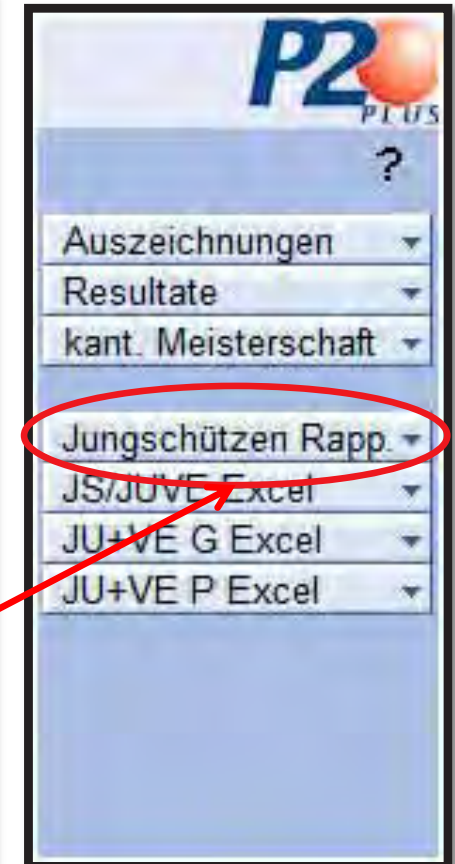 P2
PLUS
?
Auszeichnungen
Resultate
kant. Meisterschaft
Jungschützen Rapp.
JS/JUVE Excel
JU+VE G Excel
JU+VE P Excel